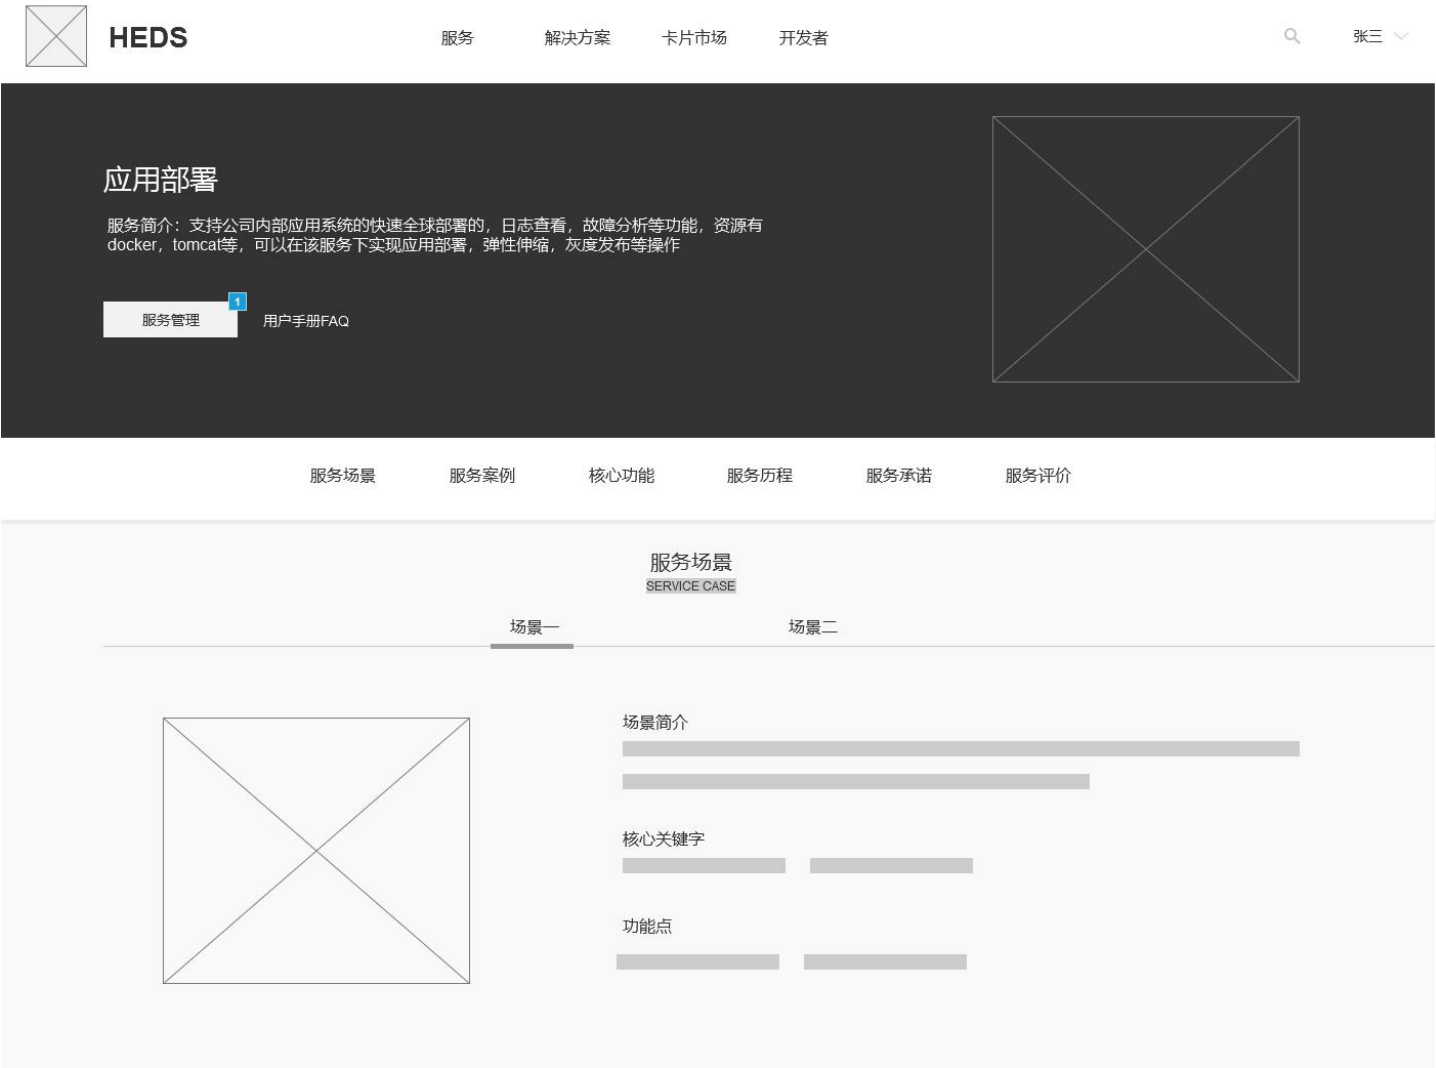 HEDS
服务
解决方案
卡片市场
开发者
张三
应用部署
服务简介：支持公司内部应用系统的快速全球部署的，日志查看，故障分析等功能，资源有
docker，tomcat等，可以在该服务下实现应用部署，弹性伸缩，灰度发布等操作
服务管理
1
用户手册FAQ
服务场景
服务案例
核心功能
服务历程
服务承诺
服务评价
服务场景
SERVICE CASE
场景一
场景二
场景简介
核心关键字
功能点